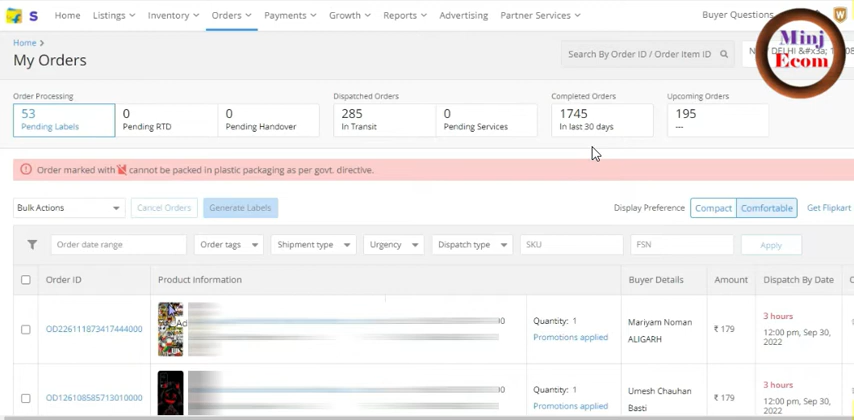 Home Listings Inventory Orders Payments Growth Reports Advertising Partner Services Buyer Questions
Home
My Orders
Search By Order ID / Order Item ID
DELHI &#x3a;
Minj
Ecom
Order Processing Dispatched Orders Completed Orders Upcoming Orders
53 0 0 285 0 1745 195
Pending Labels Pending RTD Pending Handover In Transit Pending Services In last 30 days ---
Order marked with cannot be packed in plastic packaging as per govt. directive.
Bulk Actions Cancel Orders Generate Labels Display Preference Compact Comfortable Get Flipkart
Order date range Order tags Shipment type Urgency Dispatch type SKU FSN Apply
Order ID Product Information Buyer Details Amount Dispatch By Date
OD226111873417444000 Quantity: 1 Mariyam Noman ₹ 179 3 hours
Promotions applied ALIGARH 12:00 pm, Sep 30,
2022
OD126108585713010000 Quantity: 1 Umesh Chauhan ₹ 179 3 hours
Promotions applied Basti 12:00 pm, Sep 30,